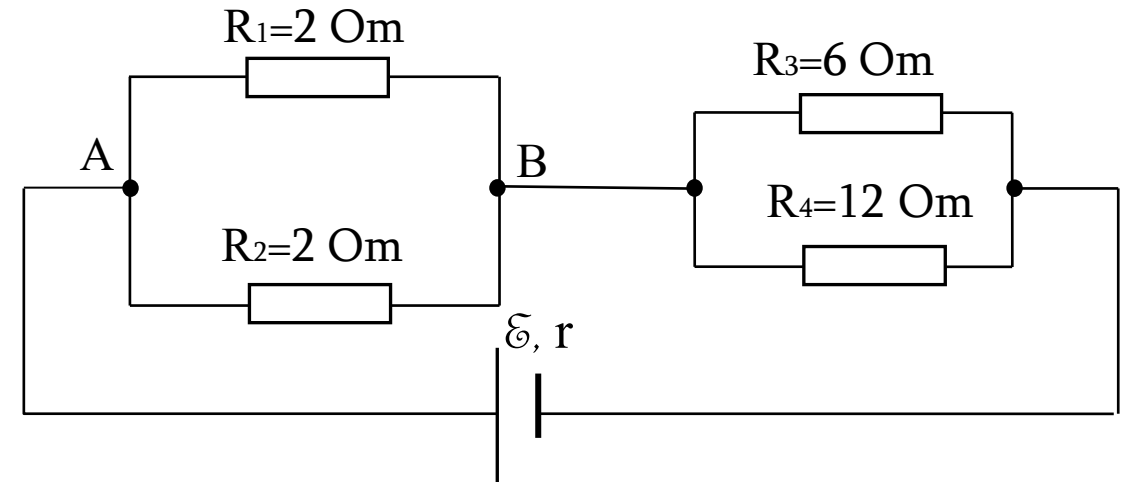 R₁=2 Om
R₃=6 Om
A
B
R₄=12 Om
R₂=2 Om
ℰ, r